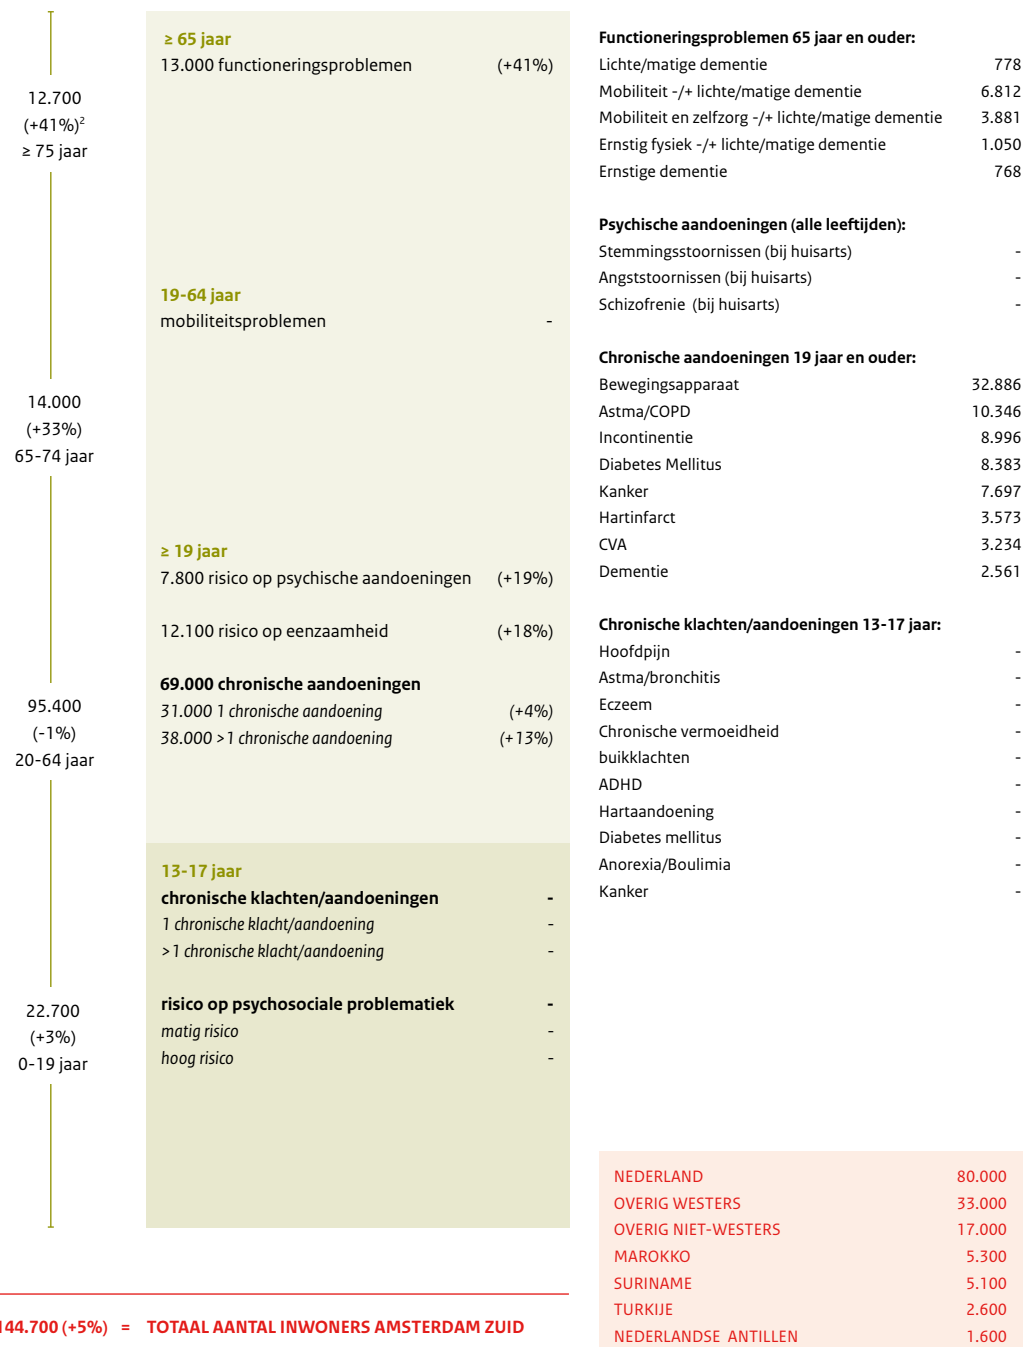 12.700
(+41%)²
≥ 75 jaar
14.000
(+33%)
65-74 jaar
95.400
(-1%)
20-64 jaar
22.700
(+3%)
0-19 jaar
≥ 65 jaar
13.000 functioneringsproblemen (+41%)
19-64 jaar
mobiliteitsproblemen -
≥ 19 jaar
7.800 risico op psychische aandoeningen (+19%)
12.100 risico op eenzaamheid (+18%)
69.000 chronische aandoeningen
31.000 1 chronische aandoening (+4%)
38.000 >1 chronische aandoening (+13%)
13-17 jaar
chronische klachten/aandoeningen -
1 chronische klacht/aandoening -
>1 chronische klacht/aandoening -
risico op psychosociale problematiek -
matig risico -
hoog risico -
Functioneringsproblemen 65 jaar en ouder:
Lichte/matige dementie 778
Mobiliteit -/+ lichte/matige dementie 6.812
Mobiliteit en zelfzorg -/+ lichte/matige dementie 3.881
Ernstig fysiek -/+ lichte/matige dementie 1.050
Ernstige dementie 768
Psychische aandoeningen (alle leeftijden):
Stemmingsstoornissen (bij huisarts) -
Angststoornissen (bij huisarts) -
Schizofrenie (bij huisarts) -
Chronische aandoeningen 19 jaar en ouder:
Bewegingsapparaat 32.886
Astma/COPD 10.346
Incontinentie 8.996
Diabetes Mellitus 8.383
Kanker 7.697
Hartinfarct 3.573
CVA 3.234
Dementie 2.561
Chronische klachten/aandoeningen 13-17 jaar:
Hoofdpijn -
Astma/bronchitis -
Eczeem -
Chronische vermoeidheid -
buikklachten -
ADHD -
Hartaandoening -
Diabetes mellitus -
Anorexia/Boulimia -
Kanker -
NEDERLAND 80.000
OVERIG WESTERS 33.000
OVERIG NIET-WESTERS 17.000
MAROKKO 5.300
SURINAME 5.100
TURKIJE 2.600
NEDERLANDSE ANTILLEN 1.600
144.700 (+5%) = TOTAAL AANTAL INWONERS AMSTERDAM ZUID